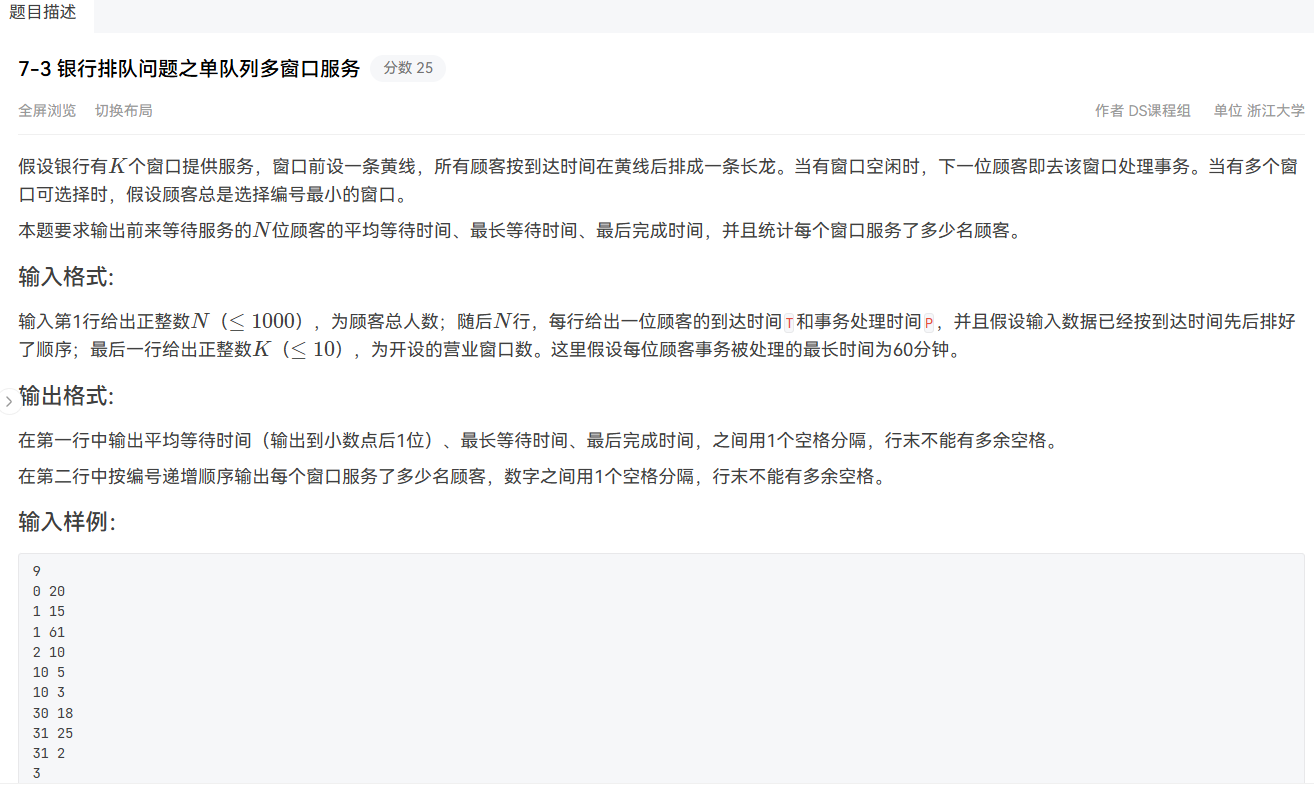 题目描述
7-3 银行排队问题之单队列多窗口服务 分数 25
全屏浏览 切换布局 作者 DS课程组 单位 浙江大学
假设银行有K个窗口提供服务，窗口前设一条黄线，所有顾客按到达时间在黄线后排成一条长龙。当有窗口空闲时，下一位顾客即去该窗口处理事务。当有多个窗
口可选择时，假设顾客总是选择编号最小的窗口。
本题要求输出前来等待服务的N位顾客的平均等待时间、最长等待时间、最后完成时间，并且统计每个窗口服务了多少名顾客。
输入格式：
输入第1行给出正整数N（≤1000），为顾客总人数；随后N行，每行给出一位顾客的到达时间T和事务处理时间P，并且假设输入数据已经按到达时间先后排好
了顺序；最后一行给出正整数K（≤10），为开设的营业窗口数。这里假设每位顾客事务被处理的最长时间为60分钟。
输出格式：
在第一行中输出平均等待时间（输出到小数点后1位）、最长等待时间、最后完成时间，之间用1个空格分隔，行末不能有多余空格。
在第二行中按编号递增顺序输出每个窗口服务了多少名顾客，数字之间用1个空格分隔，行末不能有多余空格。
输入样例：
9
0 20
1 15
1 61
2 10
10 5
10 3
30 18
31 25
31 2
3